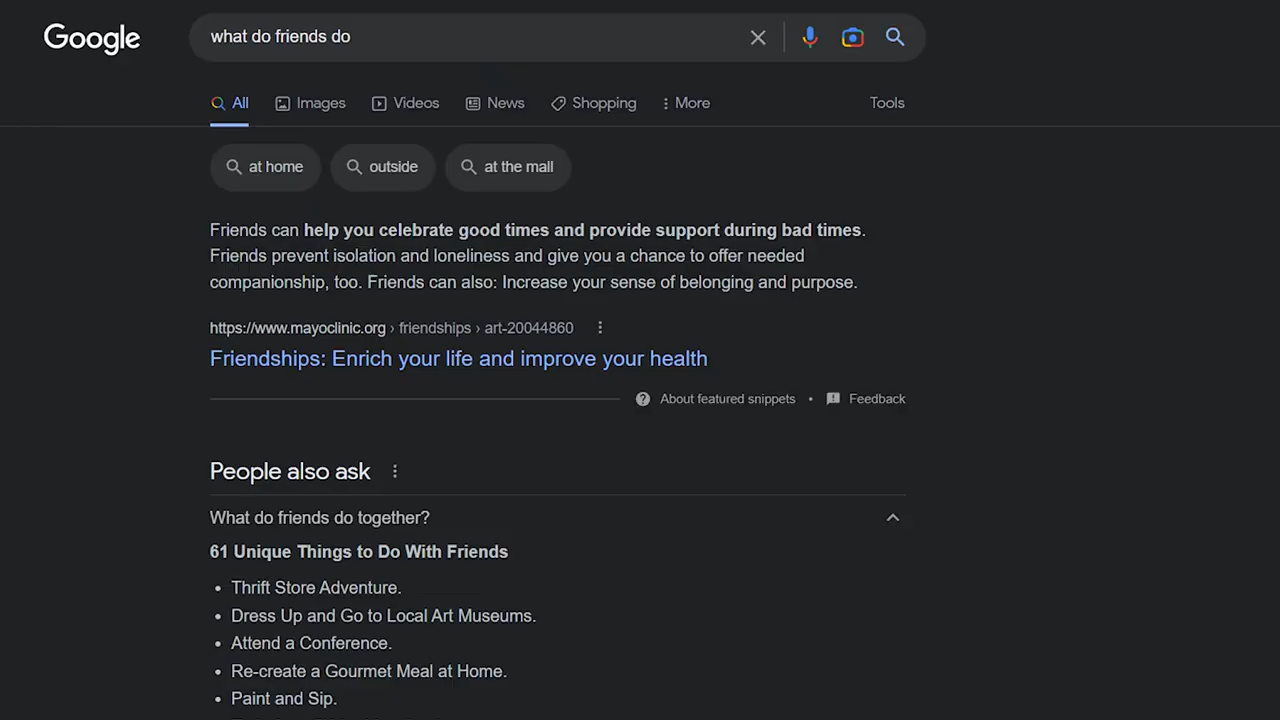 Google
what do friends do
All Images Videos News Shopping More Tools
at home outside at the mall
Friends can help you celebrate good times and provide support during bad times.
Friends prevent isolation and loneliness and give you a chance to offer needed
companionship, too. Friends can also: Increase your sense of belonging and purpose.
https://www.mayoclinic.org › friendships › art-20044860
Friendships: Enrich your life and improve your health
About featured snippets • Feedback
People also ask
What do friends do together?
61 Unique Things to Do With Friends
• Thrift Store Adventure.
• Dress Up and Go to Local Art Museums.
• Attend a Conference.
• Re-create a Gourmet Meal at Home.
• Paint and Sip.